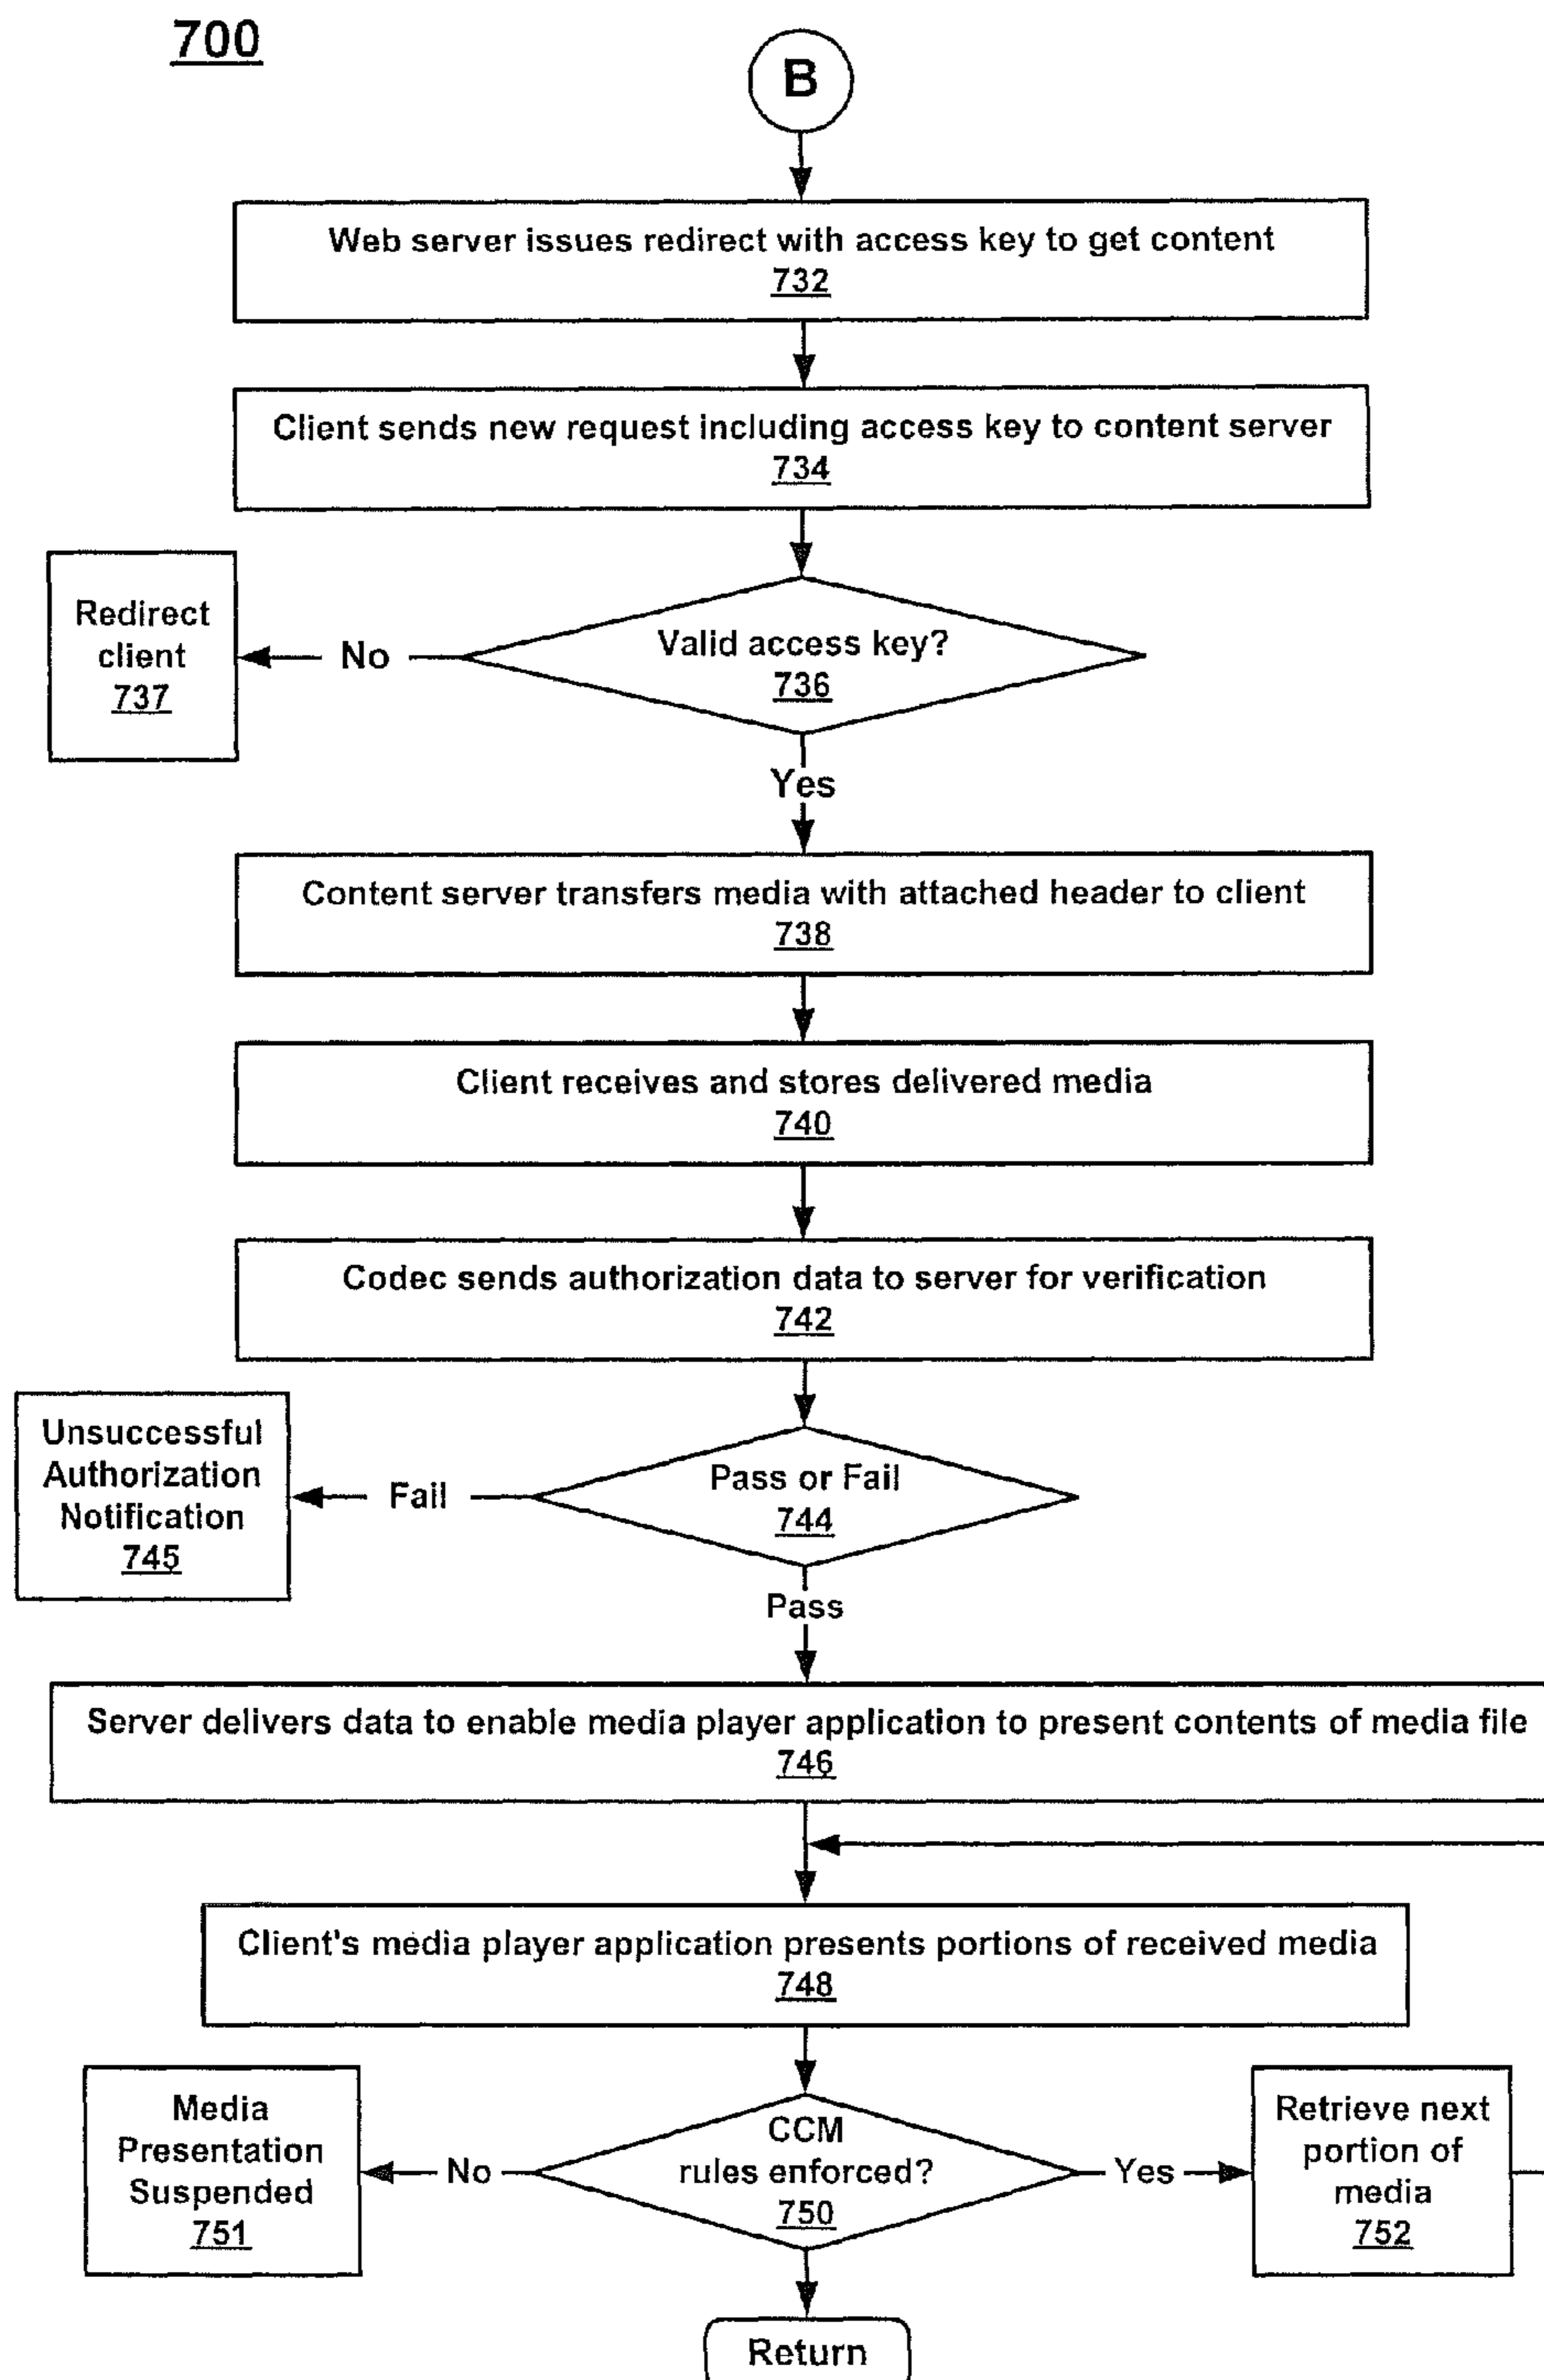 700
B
Web server issues redirect with access key to get content
732
Client sends new request including access key to content server
734
Redirect
client
737
No
Valid access key?
736
Yes
Content server transfers media with attached header to client
738
Client receives and stores delivered media
740
Codec sends authorization data to server for verification
742
Unsuccessful
Authorization
Notification
745
Fail
Pass or Fail
744
Pass
Server delivers data to enable media player application to present contents of media file
746
Client's media player application presents portions of received media
748
Media
Presentation
Suspended
751
No
CCM
rules enforced?
750
Yes
Retrieve next
portion of
media
752
Return